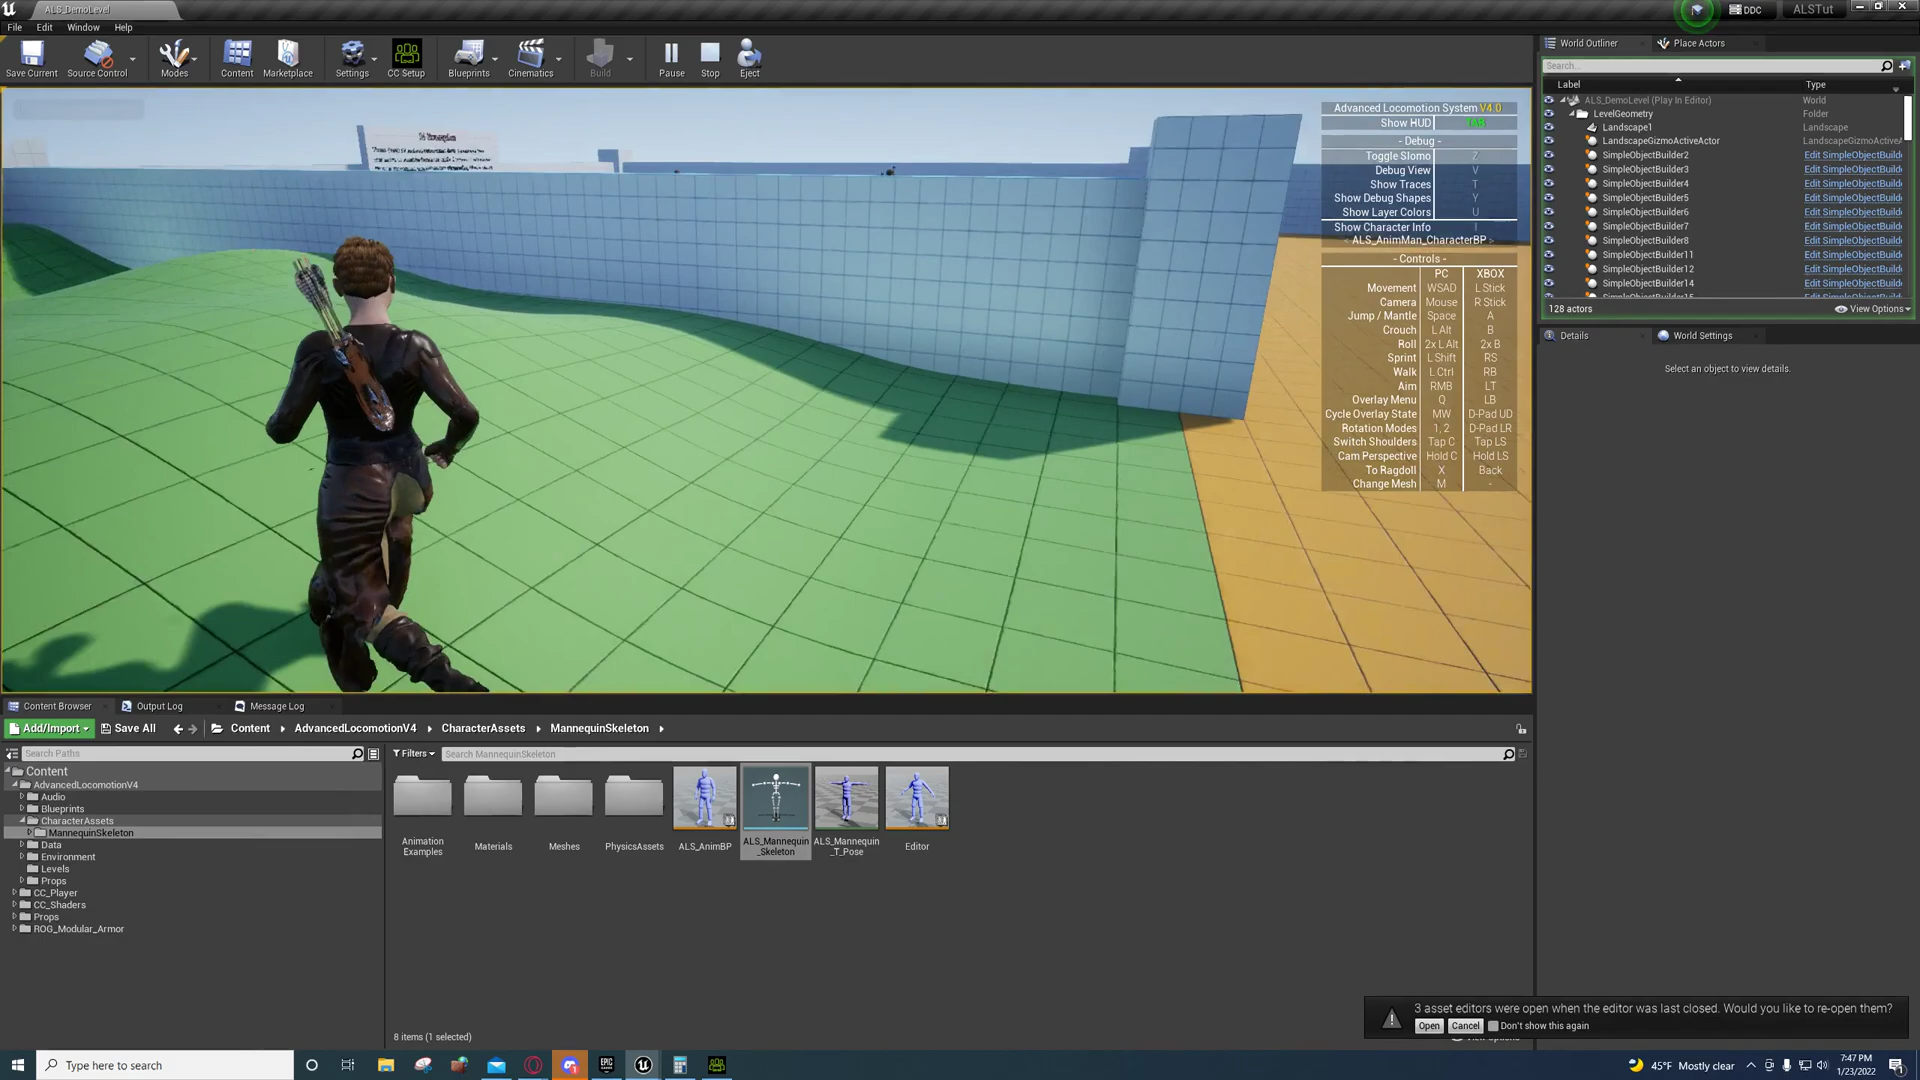 ALS_DemoLevel
DDC
ALSTut
File Edit Window Help
Save Current Source Control Modes Content Marketplace Settings CC Setup Blueprints Cinematics Build Pause Stop Eject
Advanced Locomotion System V4.0
Show HUD TAB
- Debug -
Toggle Slomo Z
Debug View V
Show Traces T
Show Debug Shapes Y
Show Layer Colors U
Show Character Info I
< ALS_AnimMan_CharacterBP >
- Controls -
PC XBOX
Movement WSAD L Stick
Camera Mouse R Stick
Jump / Mantle Space A
Crouch L Alt B
Roll 2x L Alt 2x B
Sprint L Shift RS
Walk L Ctrl RB
Aim RMB LT
Overlay Menu Q LB
Cycle Overlay State MW D-Pad UD
Rotation Modes 1, 2 D-Pad LR
Switch Shoulders Tap C Tap LS
Cam Perspective Hold C Hold LS
To Ragdoll X Back
Change Mesh M -
World Outliner Place Actors
Search...
Label Type
ALS_DemoLevel (Play In Editor) World
LevelGeometry Folder
Landscape1 Landscape
LandscapeGizmoActiveActor LandscapeGizmoActiveA
SimpleObjectBuilder2 Edit SimpleObjectBuild
SimpleObjectBuilder3 Edit SimpleObjectBuild
SimpleObjectBuilder4 Edit SimpleObjectBuild
SimpleObjectBuilder5 Edit SimpleObjectBuild
SimpleObjectBuilder6 Edit SimpleObjectBuild
SimpleObjectBuilder7 Edit SimpleObjectBuild
SimpleObjectBuilder8 Edit SimpleObjectBuild
SimpleObjectBuilder11 Edit SimpleObjectBuild
SimpleObjectBuilder12 Edit SimpleObjectBuild
SimpleObjectBuilder14 Edit SimpleObjectBuild
SimpleObjectBuilder15 Edit SimpleObjectBuild
128 actors View Options
Details World Settings
Select an object to view details.
Content Browser Output Log Message Log
Add/Import Save All Content AdvancedLocomotionV4 CharacterAssets MannequinSkeleton
Search Paths
Filters Search MannequinSkeleton
Content
AdvancedLocomotionV4
Audio
Blueprints
CharacterAssets
MannequinSkeleton
Data
Environment
Levels
Props
CC_Player
CC_Shaders
Props
ROG_Modular_Armor
Animation Examples
Materials
Meshes
PhysicsAssets
ALS_AnimBP
ALS_Mannequin_Skeleton
ALS_Mannequin_T_Pose
Editor
8 items (1 selected)
View Options
3 asset editors were open when the editor was last closed. Would you like to re-open them?
Open Cancel Don't show this again
Type here to search
EPIC GAMES
45°F Mostly clear
7:47 PM
1/23/2022